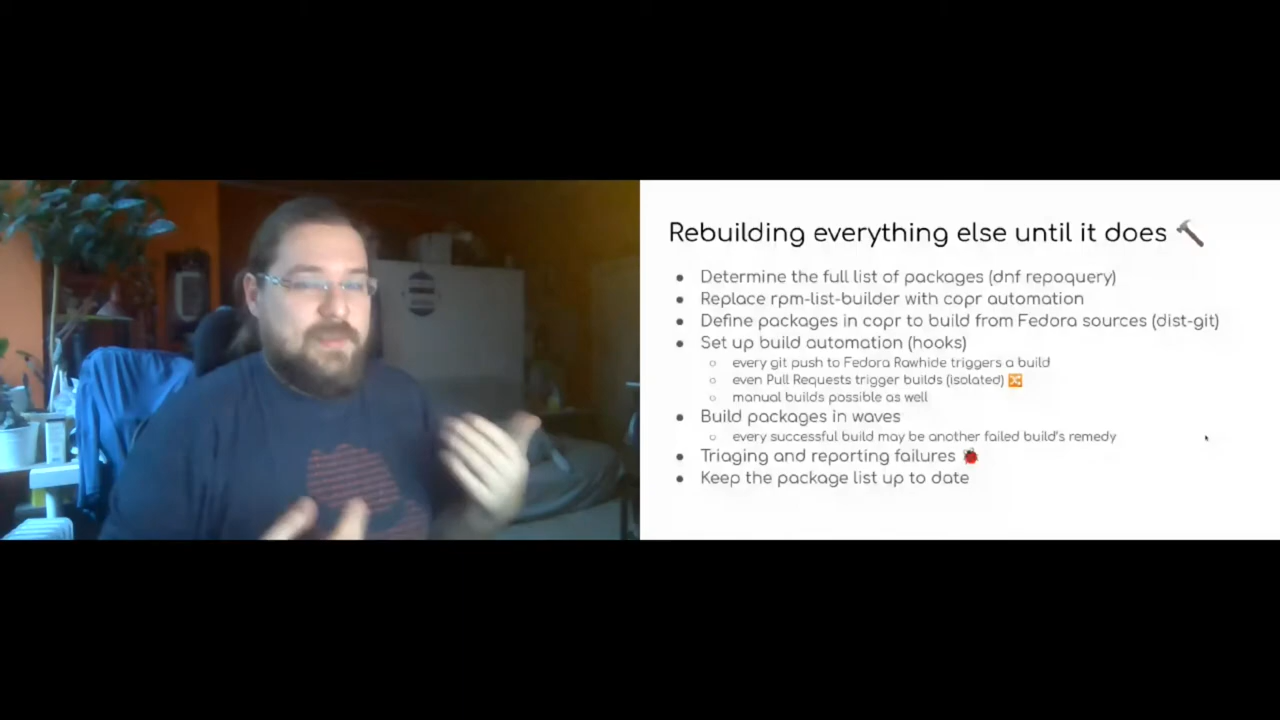 Rebuilding everything else until it does 🔨
● Determine the full list of packages (dnf repoquery)
● Replace rpm-list-builder with copr automation
● Define packages in copr to build from Fedora sources (dist-git)
● Set up build automation (hooks)
○ every git push to Fedora Rawhide triggers a build
○ even Pull Requests trigger builds (isolated) 🔀
○ manual builds possible as well
● Build packages in waves
○ every successful build may be another failed build's remedy
● Triaging and reporting failures 🐞
● Keep the package list up to date